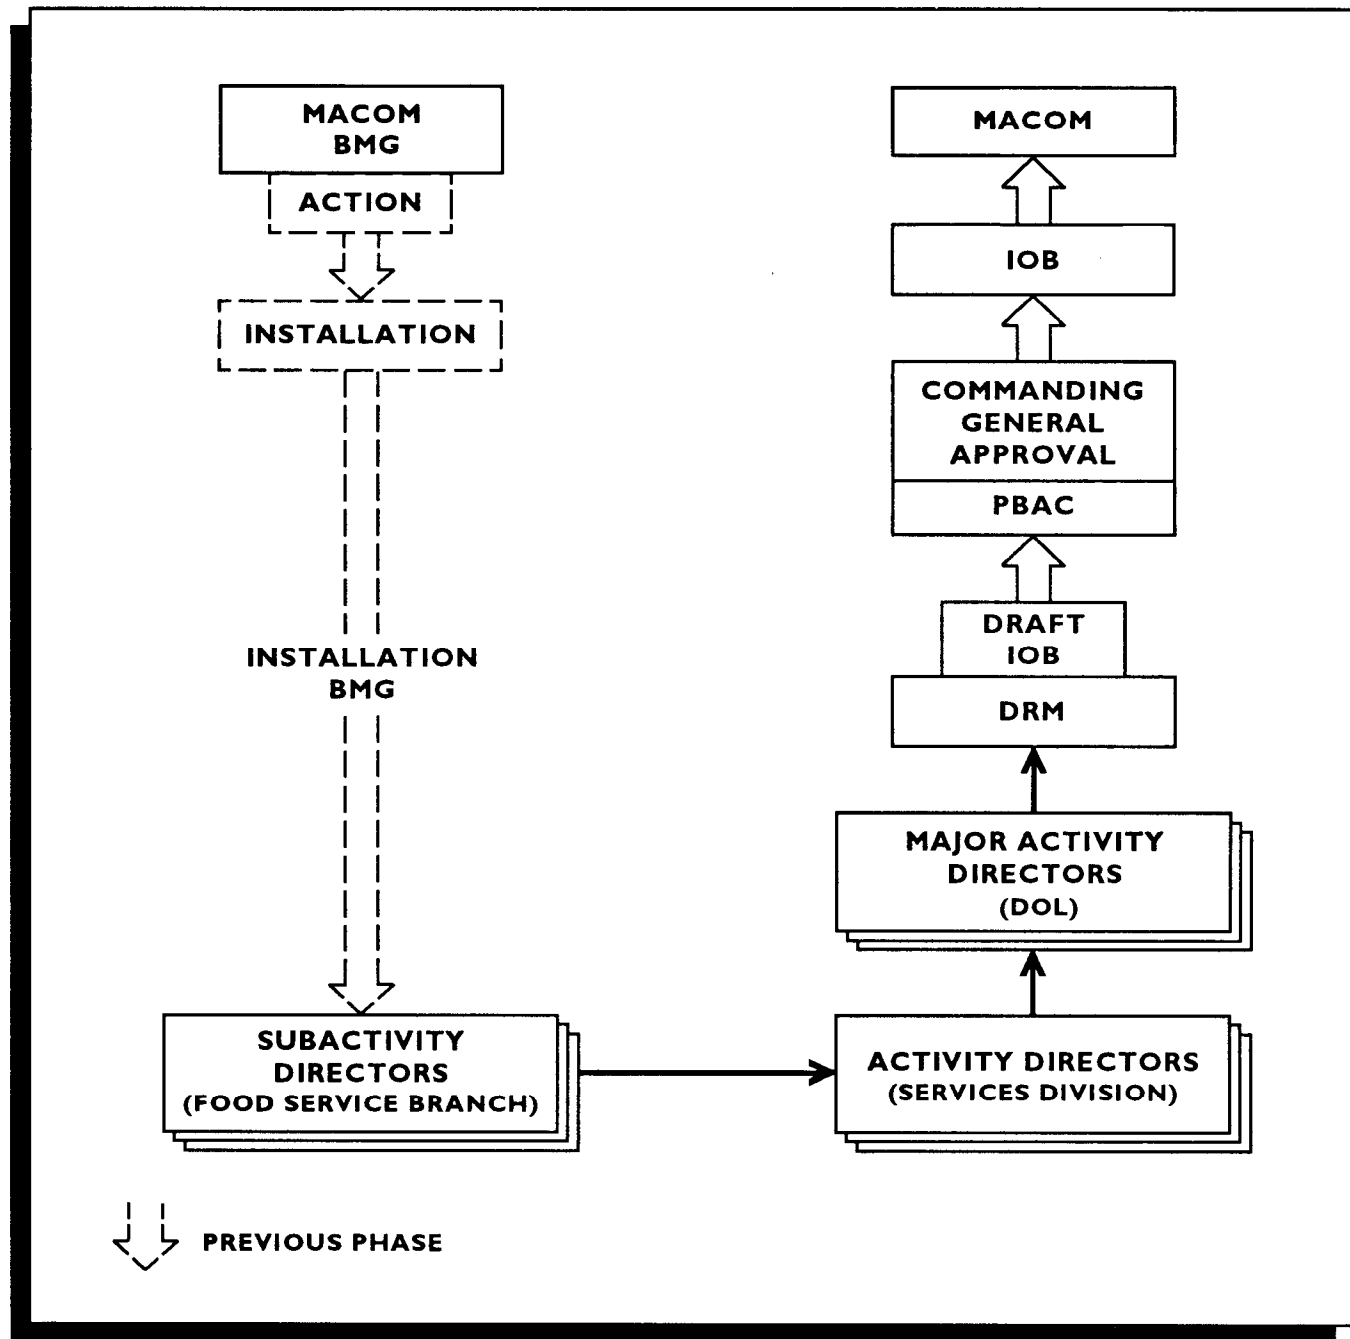 MACOM
BMG
ACTION
INSTALLATION
INSTALLATION
BMG
SUBACTIVITY
DIRECTORS
(FOOD SERVICE BRANCH)
MACOM
IOB
COMMANDING
GENERAL
APPROVAL
PBAC
DRAFT
IOB
DRM
MAJOR ACTIVITY
DIRECTORS
(DOL)
ACTIVITY DIRECTORS
(SERVICES DIVISION)
PREVIOUS PHASE